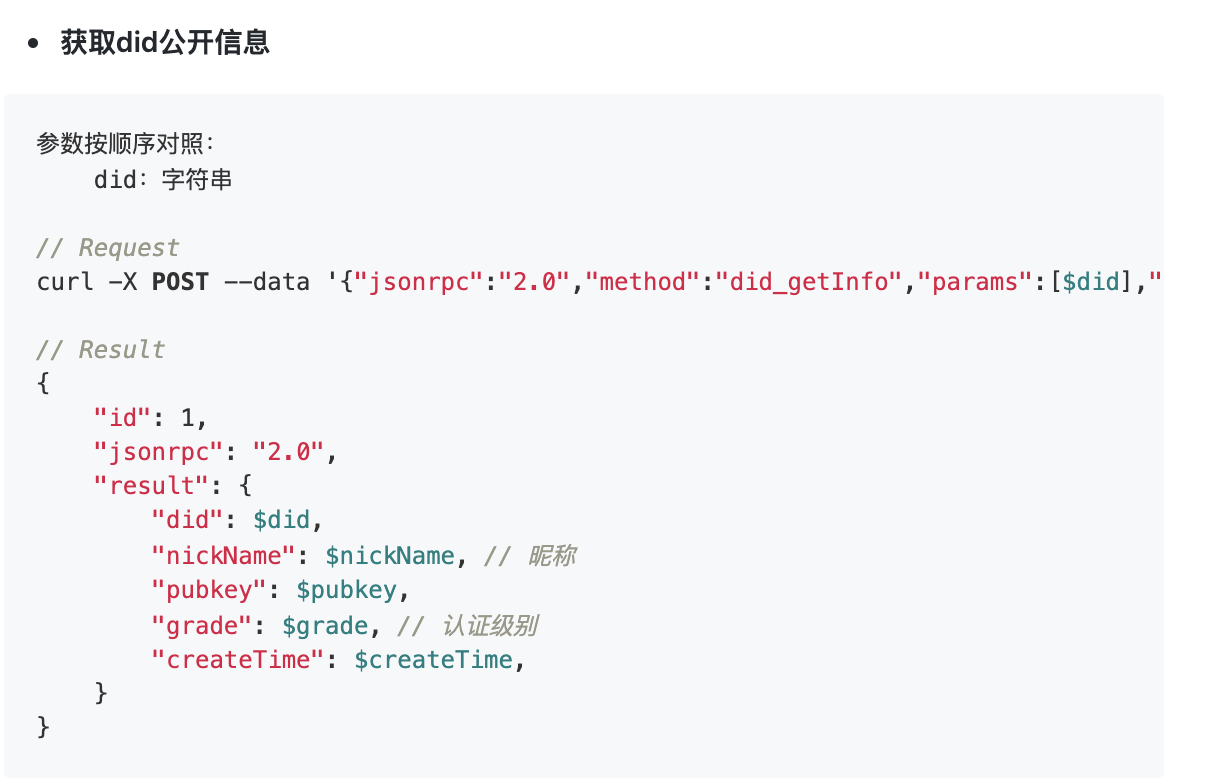 • 获取did公开信息
参数按顺序对照：
    did：字符串
// Request
curl -X POST --data '{"jsonrpc":"2.0","method":"did_getInfo","params":[$did],"
// Result
{
    "id": 1,
    "jsonrpc": "2.0",
    "result": {
        "did": $did,
        "nickName": $nickName, // 昵称
        "pubkey": $pubkey,
        "grade": $grade, // 认证级别
        "createTime": $createTime,
    }
}